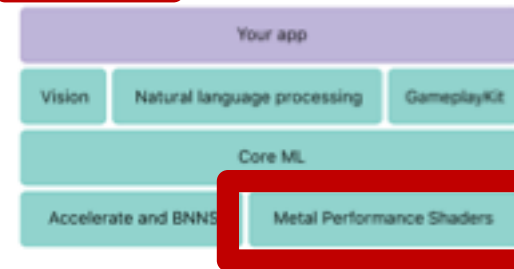 Your app
Vision Natural language processing GameplayKit
Core ML
Accelerate and BNNS Metal Performance Shaders